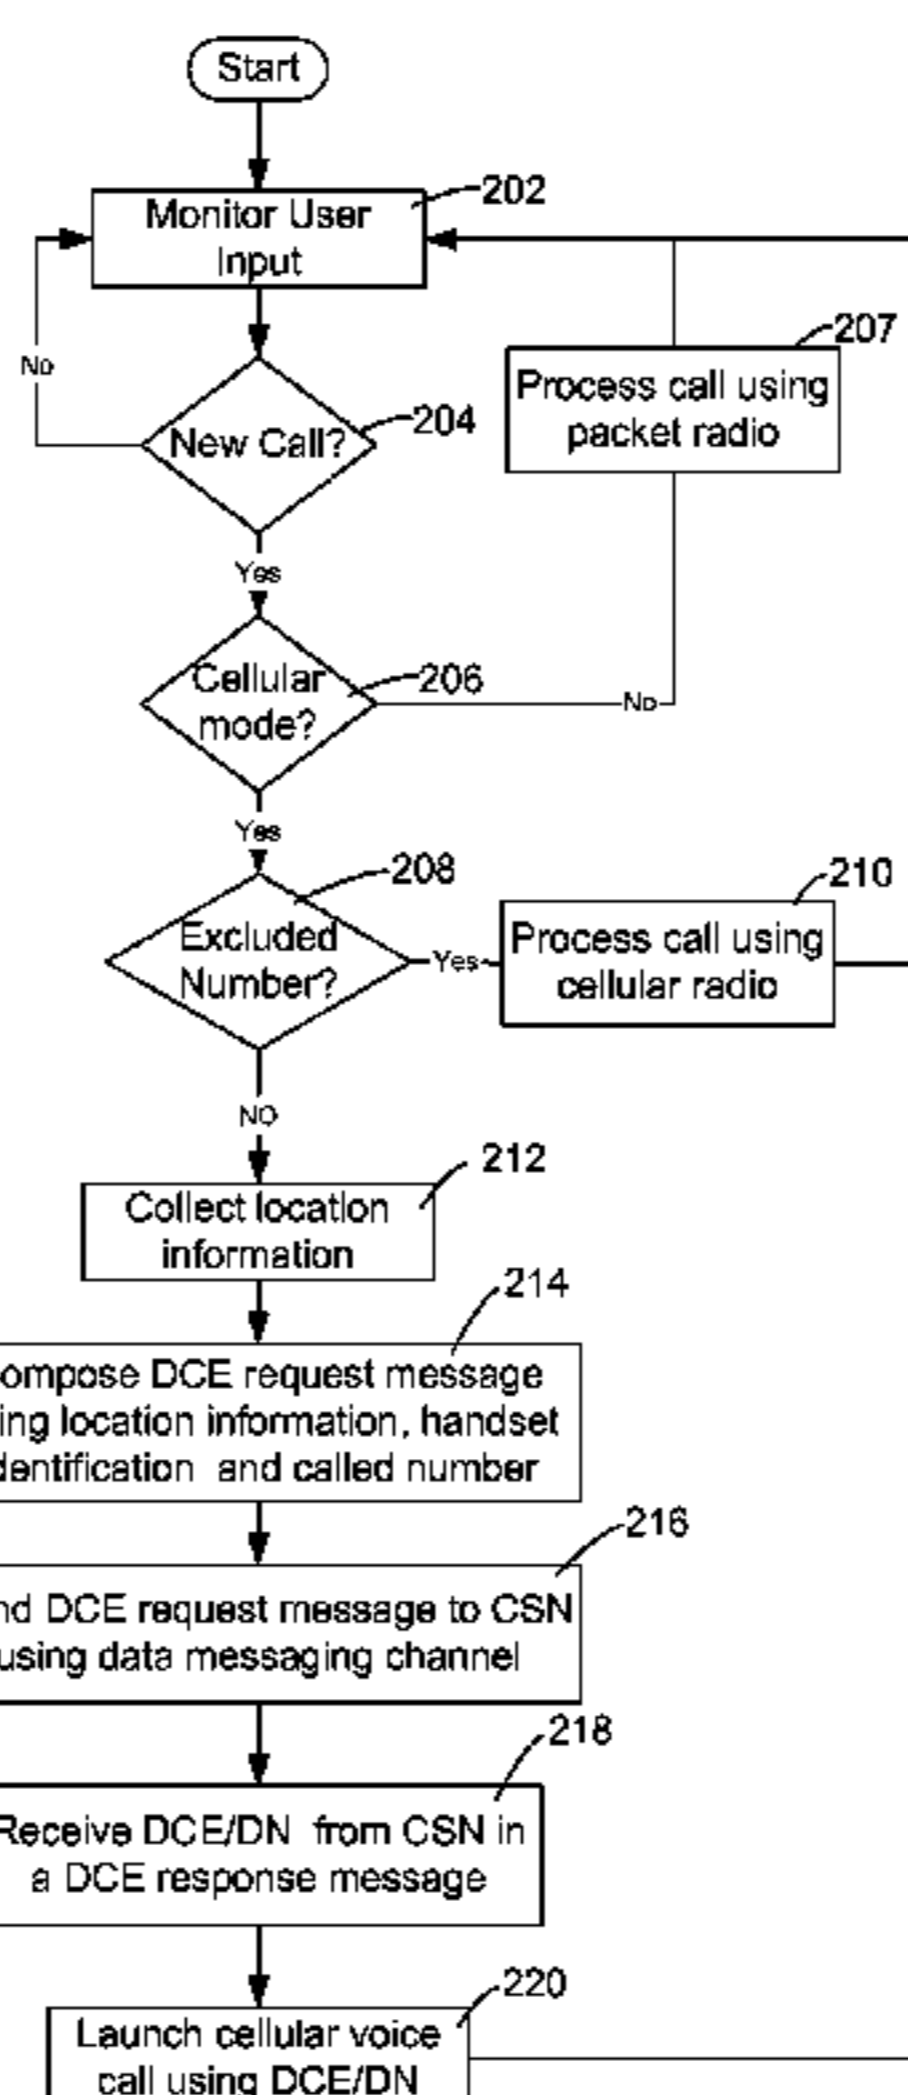 Start
202
Monitor User
Input
No
207
Process call using
packet radio
204
New Call?
Yes
206
Cellular
mode?
No
Yes
208
Excluded
Number?
Yes
210
Process call using
cellular radio
NO
212
Collect location
information
214
ompose DCE request message
ing location information, handset
dentification and called number
216
nd DCE request message to CSN
using data messaging channel
218
Receive DCE/DN from CSN in
a DCE response message
220
Launch cellular voice
call using DCE/DN